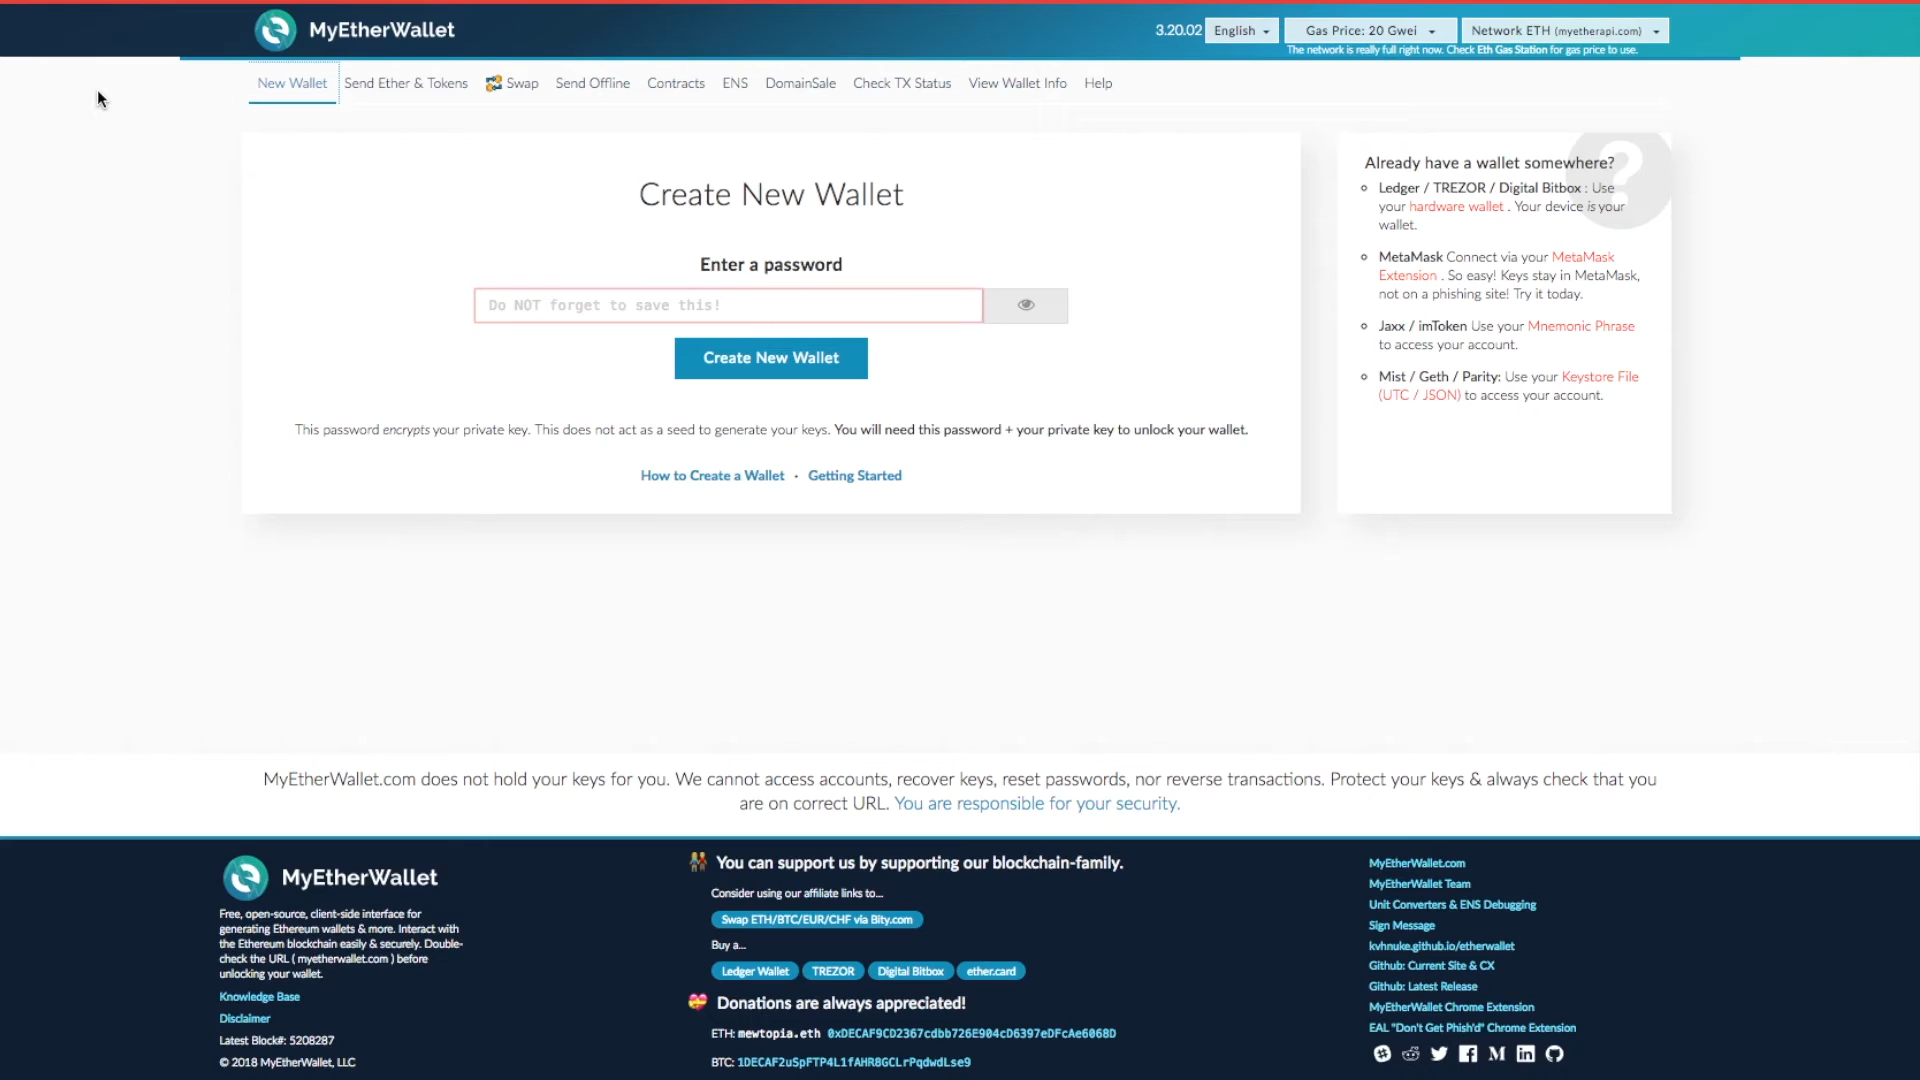 MyEtherWallet
3.20.02 English Gas Price: 20 Gwei Network ETH (myetherapi.com)
The network is really full right now. Check Eth Gas Station for gas price to use.
New Wallet Send Ether & Tokens Swap Send Offline Contracts ENS DomainSale Check TX Status View Wallet Info Help
Create New Wallet
Enter a password
Do NOT forget to save this!
Create New Wallet
This password encrypts your private key. This does not act as a seed to generate your keys. You will need this password + your private key to unlock your wallet.
How to Create a Wallet · Getting Started
Already have a wallet somewhere?
Ledger / TREZOR / Digital Bitbox : Use
your hardware wallet . Your device is your
wallet.
MetaMask Connect via your MetaMask
Extension . So easy! Keys stay in MetaMask,
not on a phishing site! Try it today.
Jaxx / imToken Use your Mnemonic Phrase
to access your account.
Mist / Geth / Parity: Use your Keystore File
(UTC / JSON) to access your account.
MyEtherWallet.com does not hold your keys for you. We cannot access accounts, recover keys, reset passwords, nor reverse transactions. Protect your keys & always check that you
are on correct URL. You are responsible for your security.
MyEtherWallet
Free, open-source, client-side interface for
generating Ethereum wallets & more. Interact with
the Ethereum blockchain easily & securely. Double-
check the URL ( myetherwallet.com ) before
unlocking your wallet.
Knowledge Base
Disclaimer
Latest Block#: 5208287
© 2018 MyEtherWallet, LLC
You can support us by supporting our blockchain-family.
Consider using our affiliate links to...
Swap ETH/BTC/EUR/CHF via Bity.com
Buy a...
Ledger Wallet TREZOR Digital Bitbox ether.card
Donations are always appreciated!
ETH: mewtopia.eth 0xDECAF9CD2367cdbb726E904cD6397eDFcAe6068D
BTC: 1DECAF2uSpFTP4L1fAHR8GCLrPqdwdLse9
MyEtherWallet.com
MyEtherWallet Team
Unit Converters & ENS Debugging
Sign Message
kvhnuke.github.io/etherwallet
Github: Current Site & CX
Github: Latest Release
MyEtherWallet Chrome Extension
EAL "Don't Get Phish'd" Chrome Extension